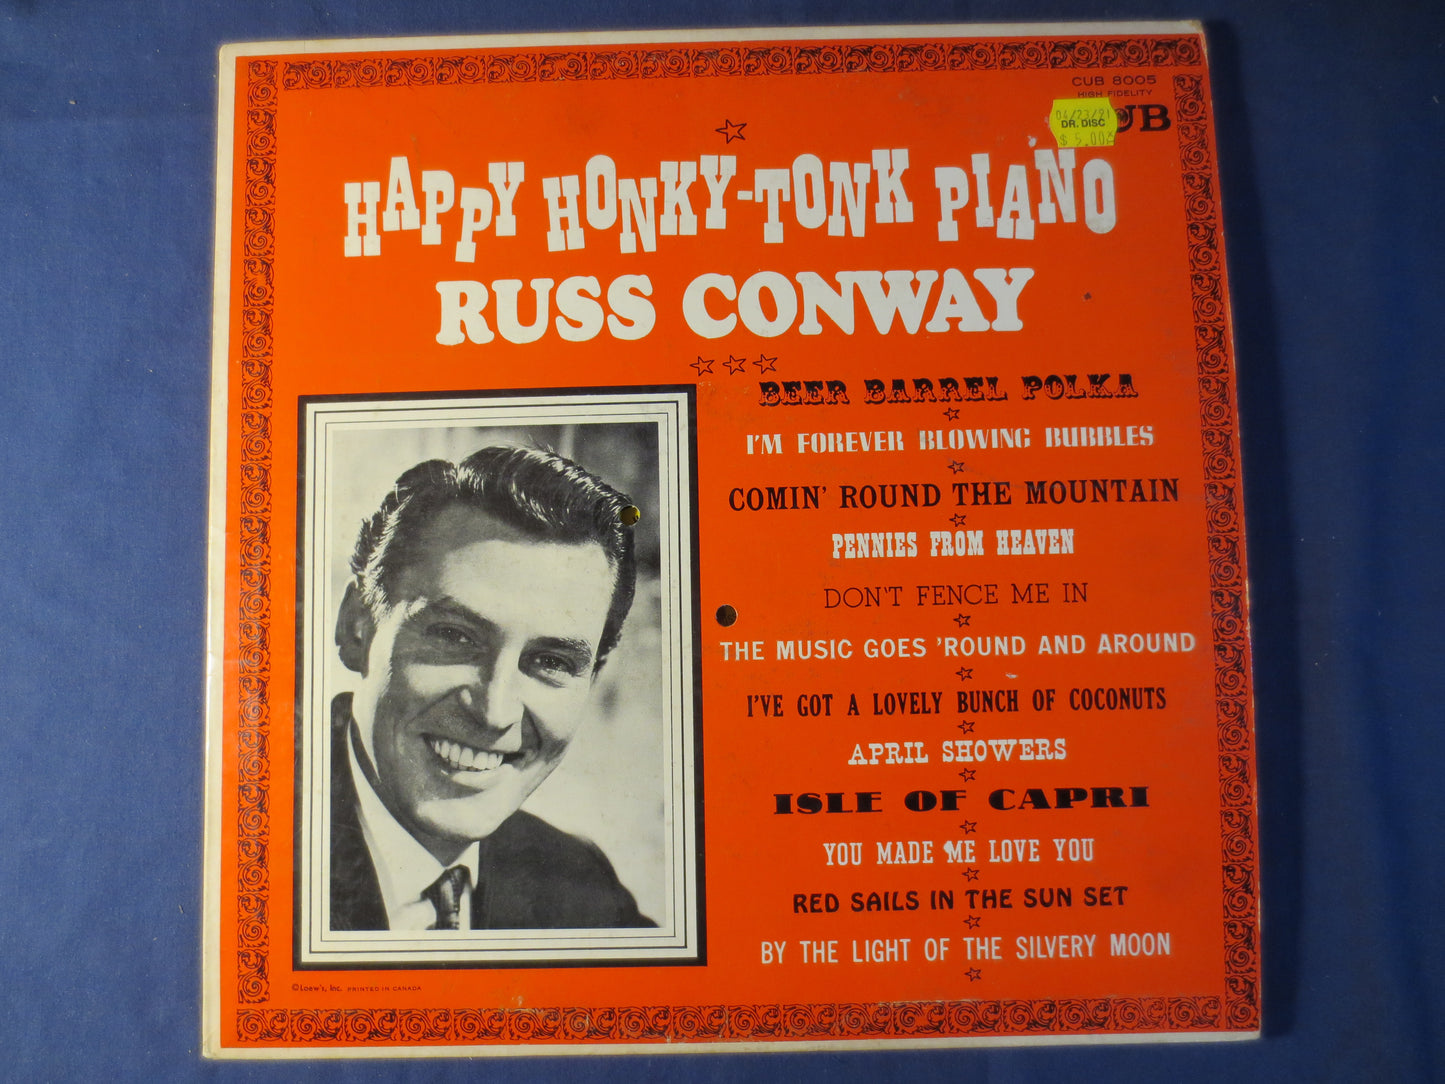 CUB 8005
HIGH FIDELITY
UB
04/23/91
DR. DISC
$ 5.00
HAPPY HONKY-TONK PIANO
RUSS CONWAY
BEER BARREL POLKA
I'M FOREVER BLOWING BUBBLES
COMIN' ROUND THE MOUNTAIN
PENNIES FROM HEAVEN
DON'T FENCE ME IN
THE MUSIC GOES 'ROUND AND AROUND
I'VE GOT A LOVELY BUNCH OF COCONUTS
APRIL SHOWERS
ISLE OF CAPRI
YOU MADE ME LOVE YOU
RED SAILS IN THE SUN SET
BY THE LIGHT OF THE SILVERY MOON
©Loew's, Inc. PRINTED IN CANADA